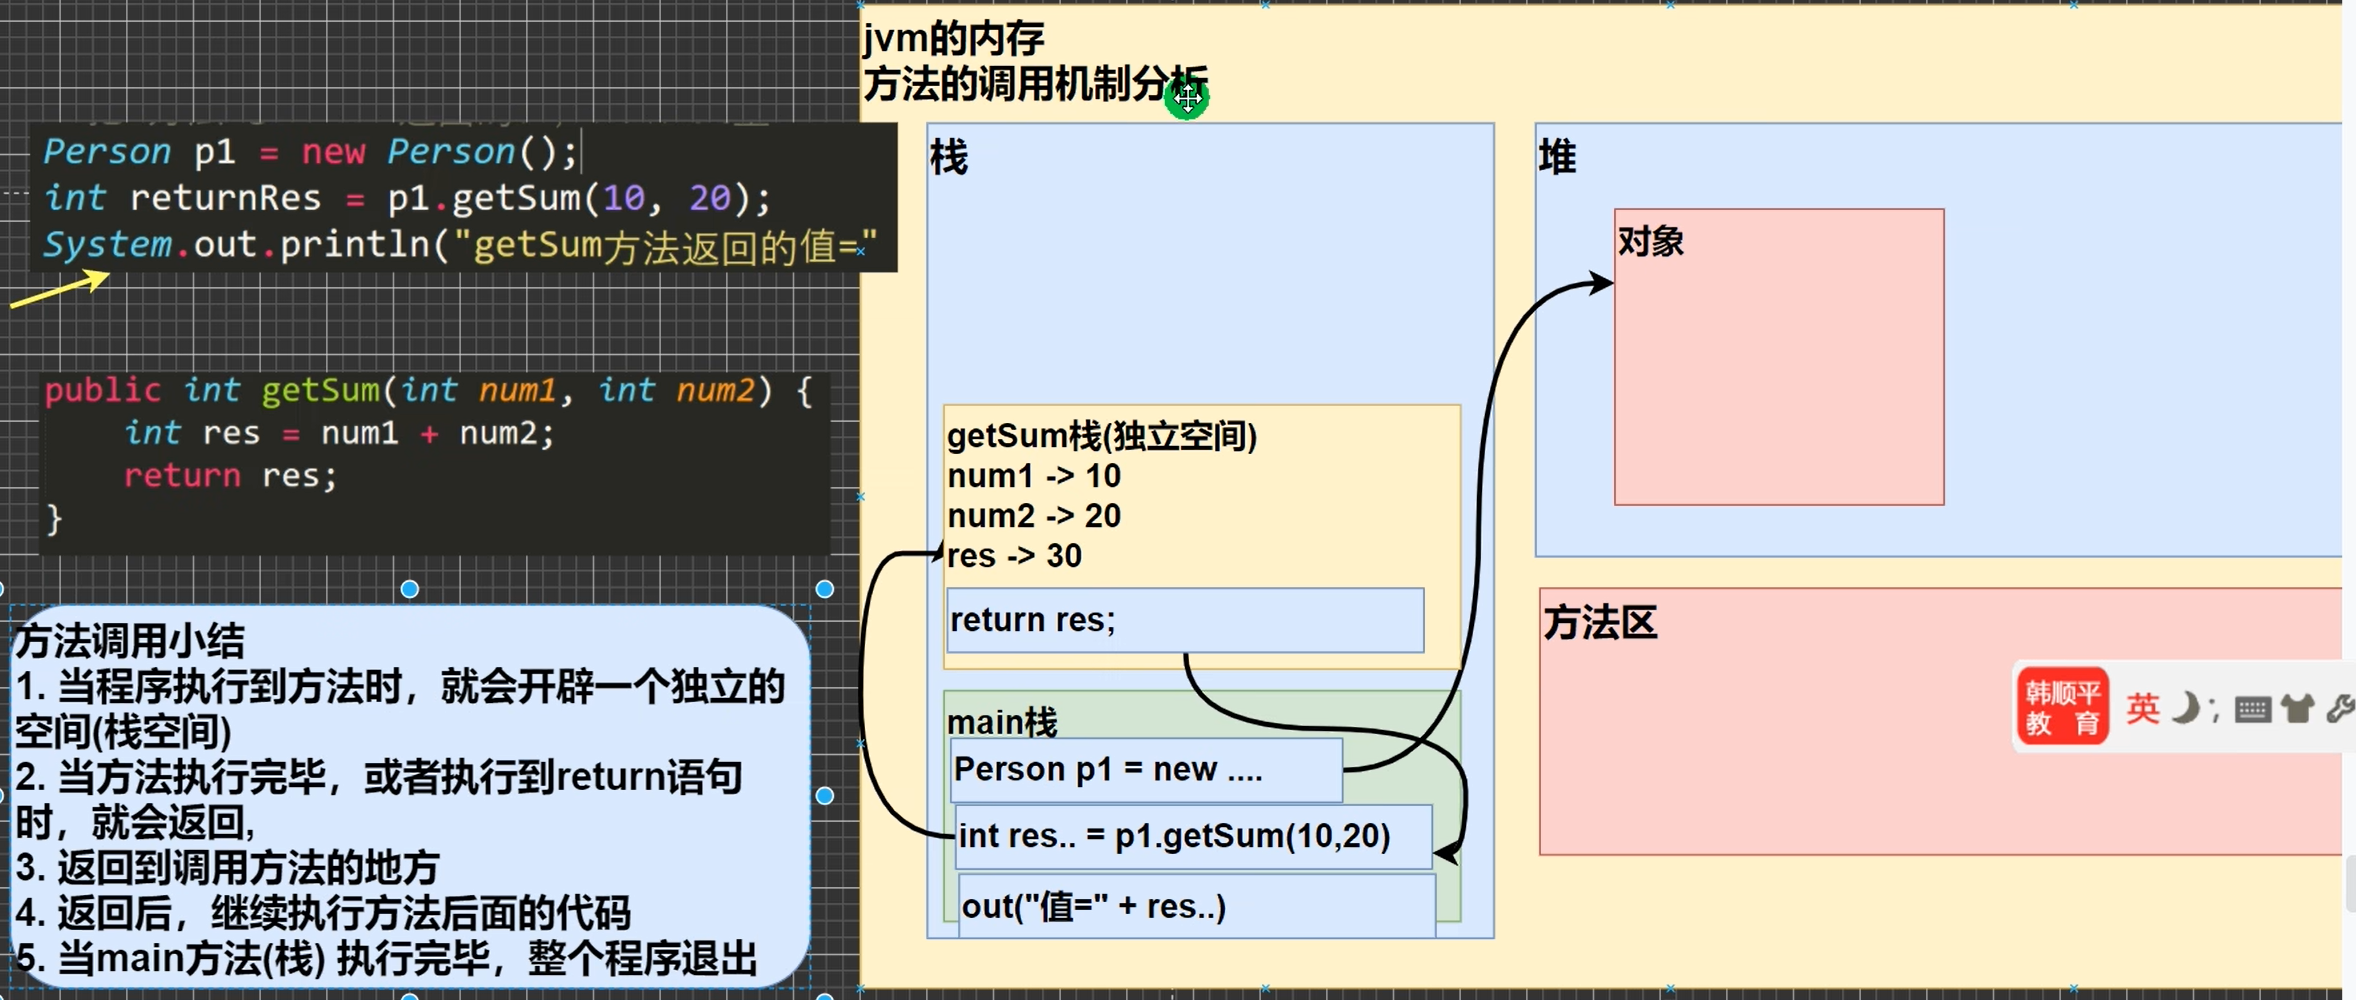 jvm的内存
方法的调用机制分析
Person p1 = new Person();
int returnRes = p1.getSum(10, 20);
System.out.println("getSum方法返回的值="
public int getSum(int num1, int num2) {
int res = num1 + num2;
return res;
}
方法调用小结
1. 当程序执行到方法时，就会开辟一个独立的
空间(栈空间)
2. 当方法执行完毕，或者执行到return语句
时，就会返回,
3. 返回到调用方法的地方
4. 返回后，继续执行方法后面的代码
5. 当main方法(栈) 执行完毕，整个程序退出
栈
getSum栈(独立空间)
num1 -> 10
num2 -> 20
res -> 30
return res;
main栈
Person p1 = new ....
int res.. = p1.getSum(10,20)
out("值=" + res..)
堆
对象
方法区
韩顺平
教 育
英